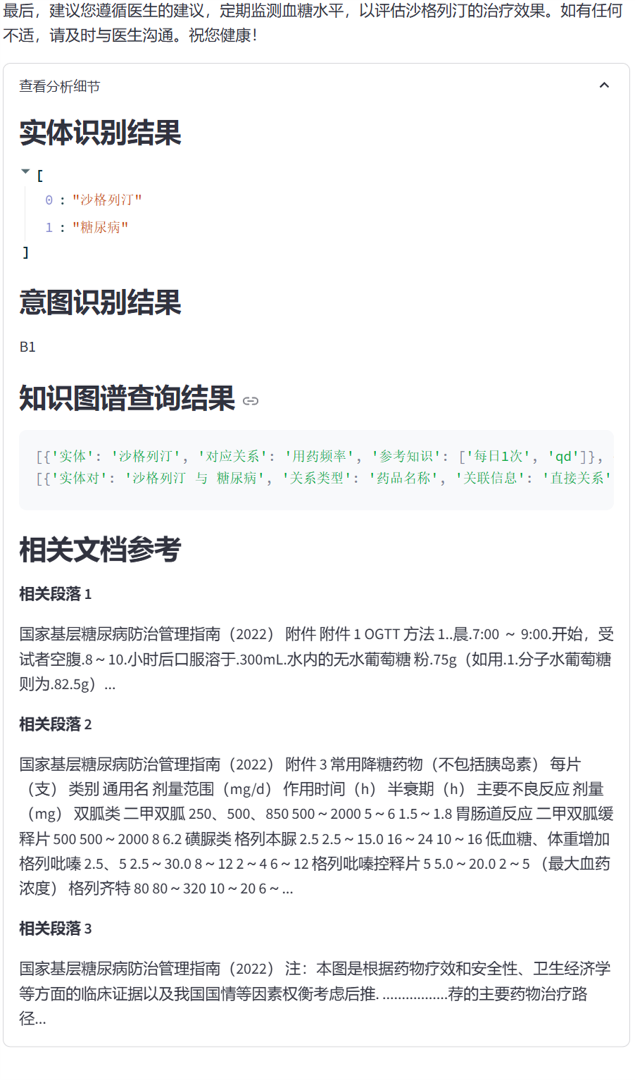 最后，建议您遵循医生的建议，定期监测血糖水平，以评估沙格列汀的治疗效果。如有任何
不适，请及时与医生沟通。祝您健康！
查看分析细节
实体识别结果
[
0 : "沙格列汀"
1 : "糖尿病"
]
意图识别结果
B1
知识图谱查询结果
[{'实体': '沙格列汀', '对应关系': '用药频率', '参考知识': ['每日1次', 'qd']},
[{'实体对': '沙格列汀 与 糖尿病', '关系类型': '药品名称', '关联信息': '直接关系'
相关文档参考
相关段落 1
国家基层糖尿病防治管理指南（2022） 附件 附件 1 OGTT 方法 1..晨.7:00 ～ 9:00.开始，受
试者空腹.8～10.小时后口服溶于.300mL.水内的无水葡萄糖 粉.75g（如用.1.分子水葡萄糖
则为.82.5g）...
相关段落 2
国家基层糖尿病防治管理指南（2022） 附件 3 常用降糖药物（不包括胰岛素） 每片
（支） 类别 通用名 剂量范围（mg/d） 作用时间（h） 半衰期（h） 主要不良反应 剂量
（mg） 双胍类 二甲双胍 250、500、850 500～2000 5～6 1.5～1.8 胃肠道反应 二甲双胍缓
释片 500 500～2000 8 6.2 磺脲类 格列本脲 2.5 2.5～15.0 16～24 10～16 低血糖、体重增加
格列吡嗪 2.5、5 2.5～30.0 8～12 2～4 6～12 格列吡嗪控释片 5 5.0～20.0 2～5 （最大血药
浓度） 格列齐特 80 80～320 10～20 6～...
相关段落 3
国家基层糖尿病防治管理指南（2022） 注：本图是根据药物疗效和安全性、卫生经济学
等方面的临床证据以及我国国情等因素权衡考虑后推. .................荐的主要药物治疗路
径...